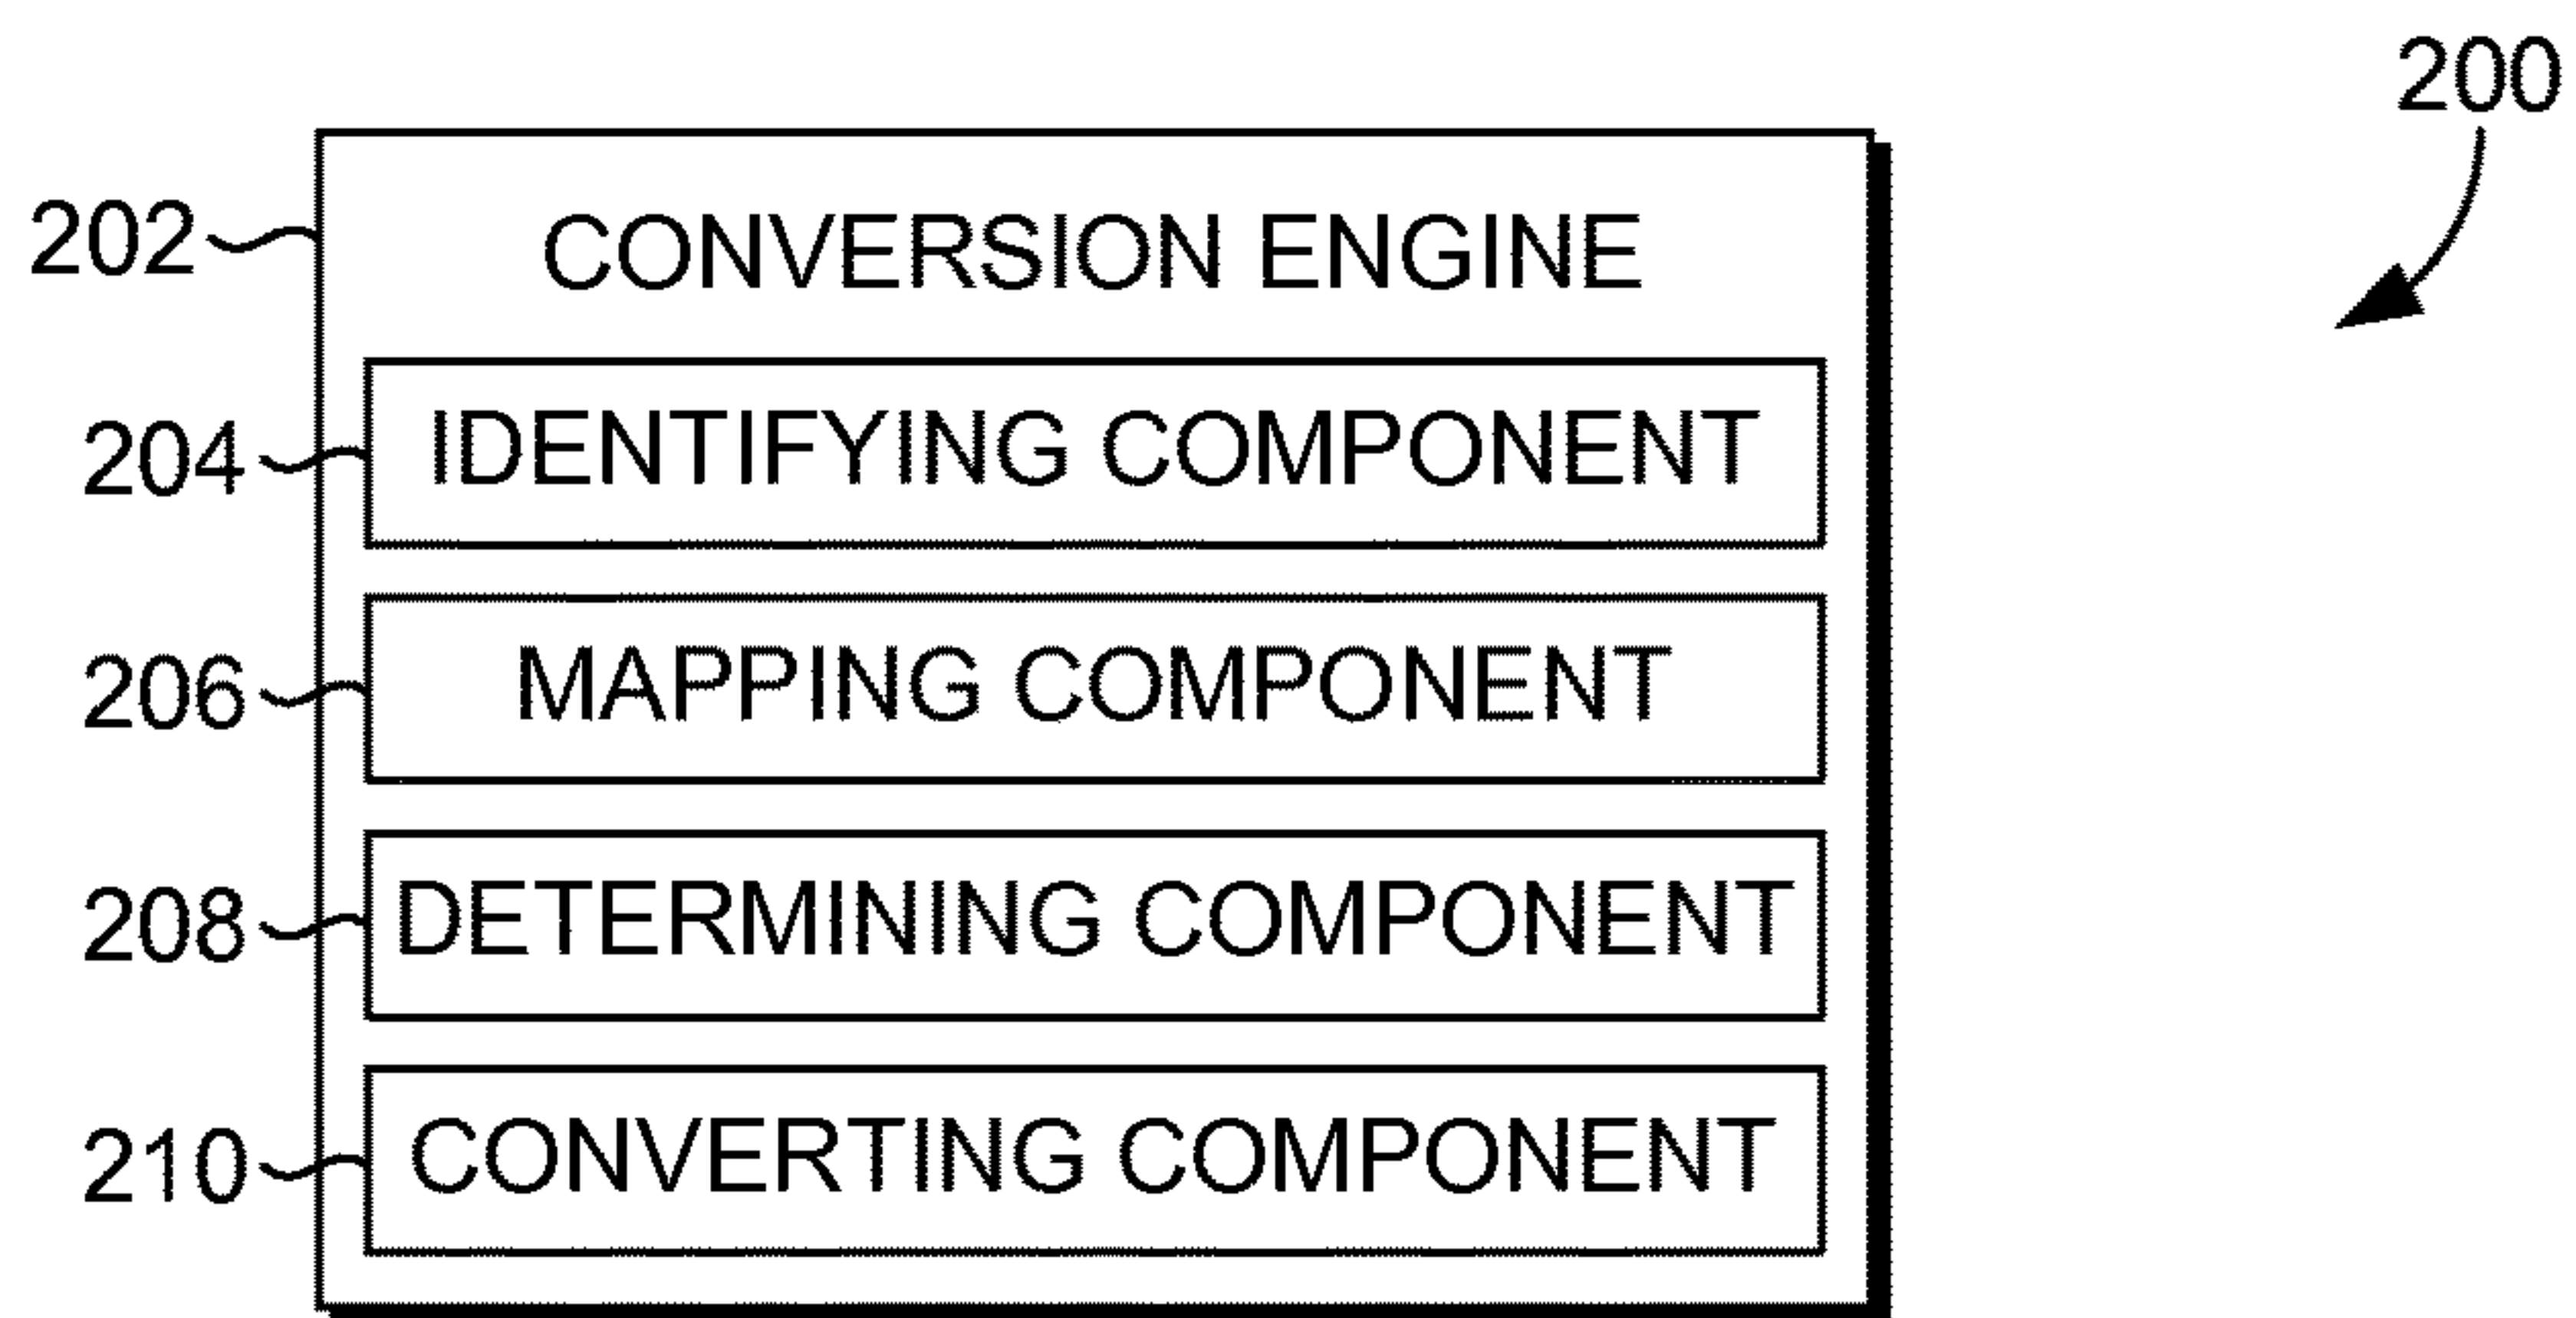 200
202 CONVERSION ENGINE
204 IDENTIFYING COMPONENT
206 MAPPING COMPONENT
208 DETERMINING COMPONENT
210 CONVERTING COMPONENT